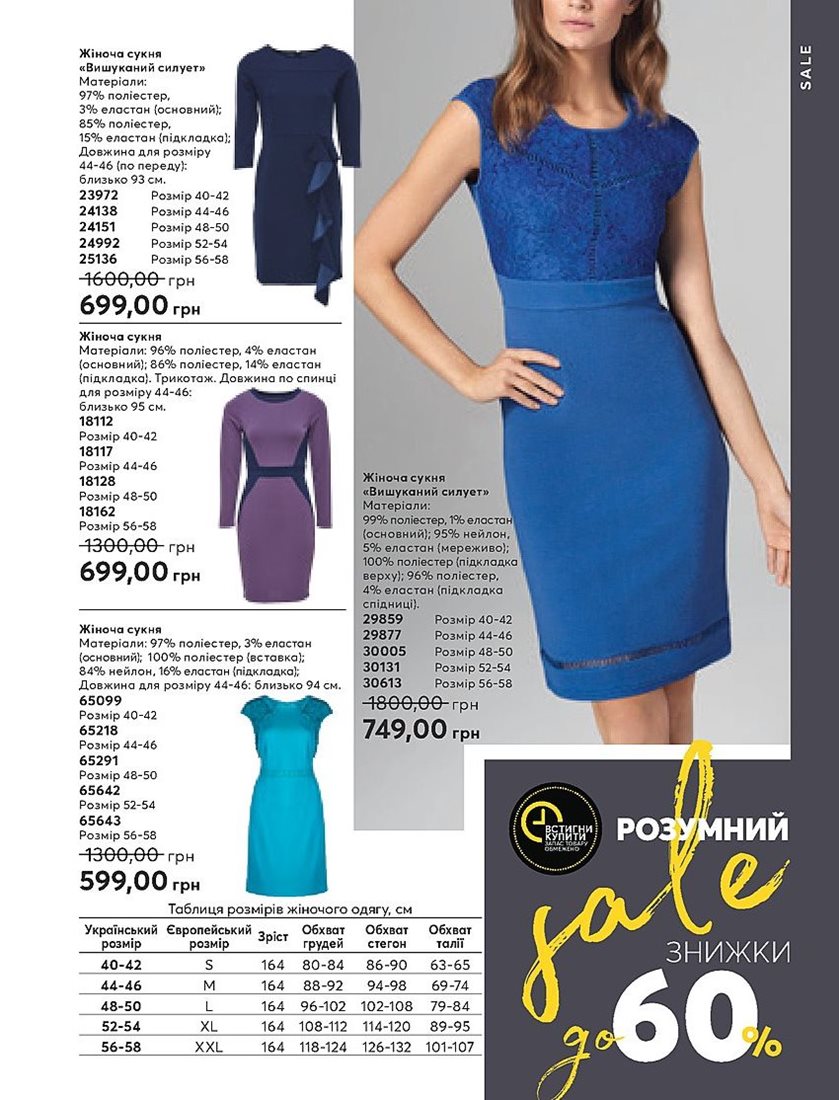 SALE
Жіноча сукня
«Вишуканий силует»
Матеріали:
97% поліестер,
3% еластан (основний);
85% поліестер,
15% еластан (підкладка);
Довжина для розміру
44-46 (по переду):
близько 93 см.
23972 Розмір 40-42
24138 Розмір 44-46
24151 Розмір 48-50
24992 Розмір 52-54
25136 Розмір 56-58
1600,00 грн
699,00 грн
Жіноча сукня
Матеріали: 96% поліестер, 4% еластан
(основний); 86% поліестер, 14% еластан
(підкладка). Трикотаж. Довжина по спинці
для розміру 44-46:
близько 95 см.
18112
Розмір 40-42
18117
Розмір 44-46
18128
Розмір 48-50
18162
Розмір 56-58
1300,00 грн
699,00 грн
Жіноча сукня
Матеріали: 97% поліестер, 3% еластан
(основний); 100% поліестер (вставка);
84% нейлон, 16% еластан (підкладка);
Довжина для розміру 44-46: близько 94 см.
65099
Розмір 40-42
65218
Розмір 44-46
65291
Розмір 48-50
65642
Розмір 52-54
65643
Розмір 56-58
1300,00 грн
599,00 грн
Жіноча сукня
«Вишуканий силует»
Матеріали:
99% поліестер, 1% еластан
(основний); 95% нейлон,
5% еластан (мереживо);
100% поліестер (підкладка
верху); 96% поліестер,
4% еластан (підкладка
спідниці).
29859 Розмір 40-42
29877 Розмір 44-46
30005 Розмір 48-50
30131 Розмір 52-54
30613 Розмір 56-58
1800,00 грн
749,00 грн
Таблиця розмірів жіночого одягу, см
Український розмір Європейський розмір Зріст Обхват грудей Обхват стегон Обхват талії
40-42 S 164 80-84 86-90 63-65
44-46 M 164 88-92 94-98 69-74
48-50 L 164 96-102 102-108 79-84
52-54 XL 164 108-112 114-120 89-95
56-58 XXL 164 118-124 126-132 101-107
ВСТИГНИ
КУПИТИ
ЗАПАС ТОВАРУ
ОБМЕЖЕНО
РОЗУМНИЙ
sale
ЗНИЖКИ
до 60%